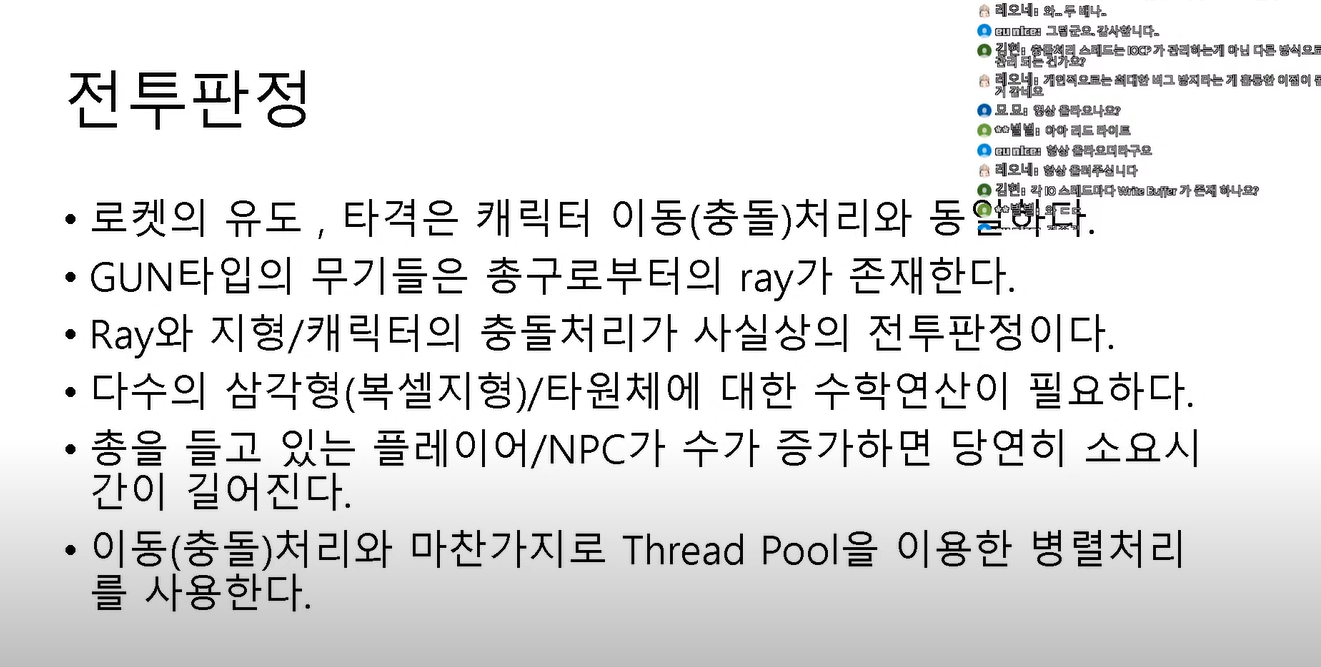 전투판정
• 로켓의 유도 , 타격은 캐릭터 이동(충돌)처리와 동일하다.
• GUN타입의 무기들은 총구로부터의 ray가 존재한다.
• Ray와 지형/캐릭터의 충돌처리가 사실상의 전투판정이다.
• 다수의 삼각형(복셀지형)/타원체에 대한 수학연산이 필요하다.
• 총을 들고 있는 플레이어/NPC가 수가 증가하면 당연히 소요시
간이 길어진다.
• 이동(충돌)처리와 마찬가지로 Thread Pool을 이용한 병렬처리
를 사용한다.
레오네: 와...두 배나..
eu nice: 그렇군요. 감사합니다..
김현: 충돌처리 스레드는 IOCP 가 관리하는게 아닌 다른 방식으로
관리 되는 건가요?
레오네: 개인적으로는 최대한 버그 방지라는 게 훌륭한 이점이
거 같네요
묘묘: 영상 올라오나요?
**별별: 아아 리드 라이트
eu nice: 항상 올라오더라구요
레오네: 항상 올려주십니다
김현: 각 IO 스레드마다 Write Buffer 가 존재 하나요?
**별별: 와 ㄷㄷ